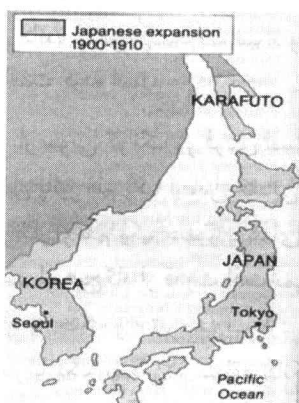 Japanese expansion
1900-1910
KARAFUTO
KOREA
JAPAN
Seoul
Tokyo
Pacific
Ocean